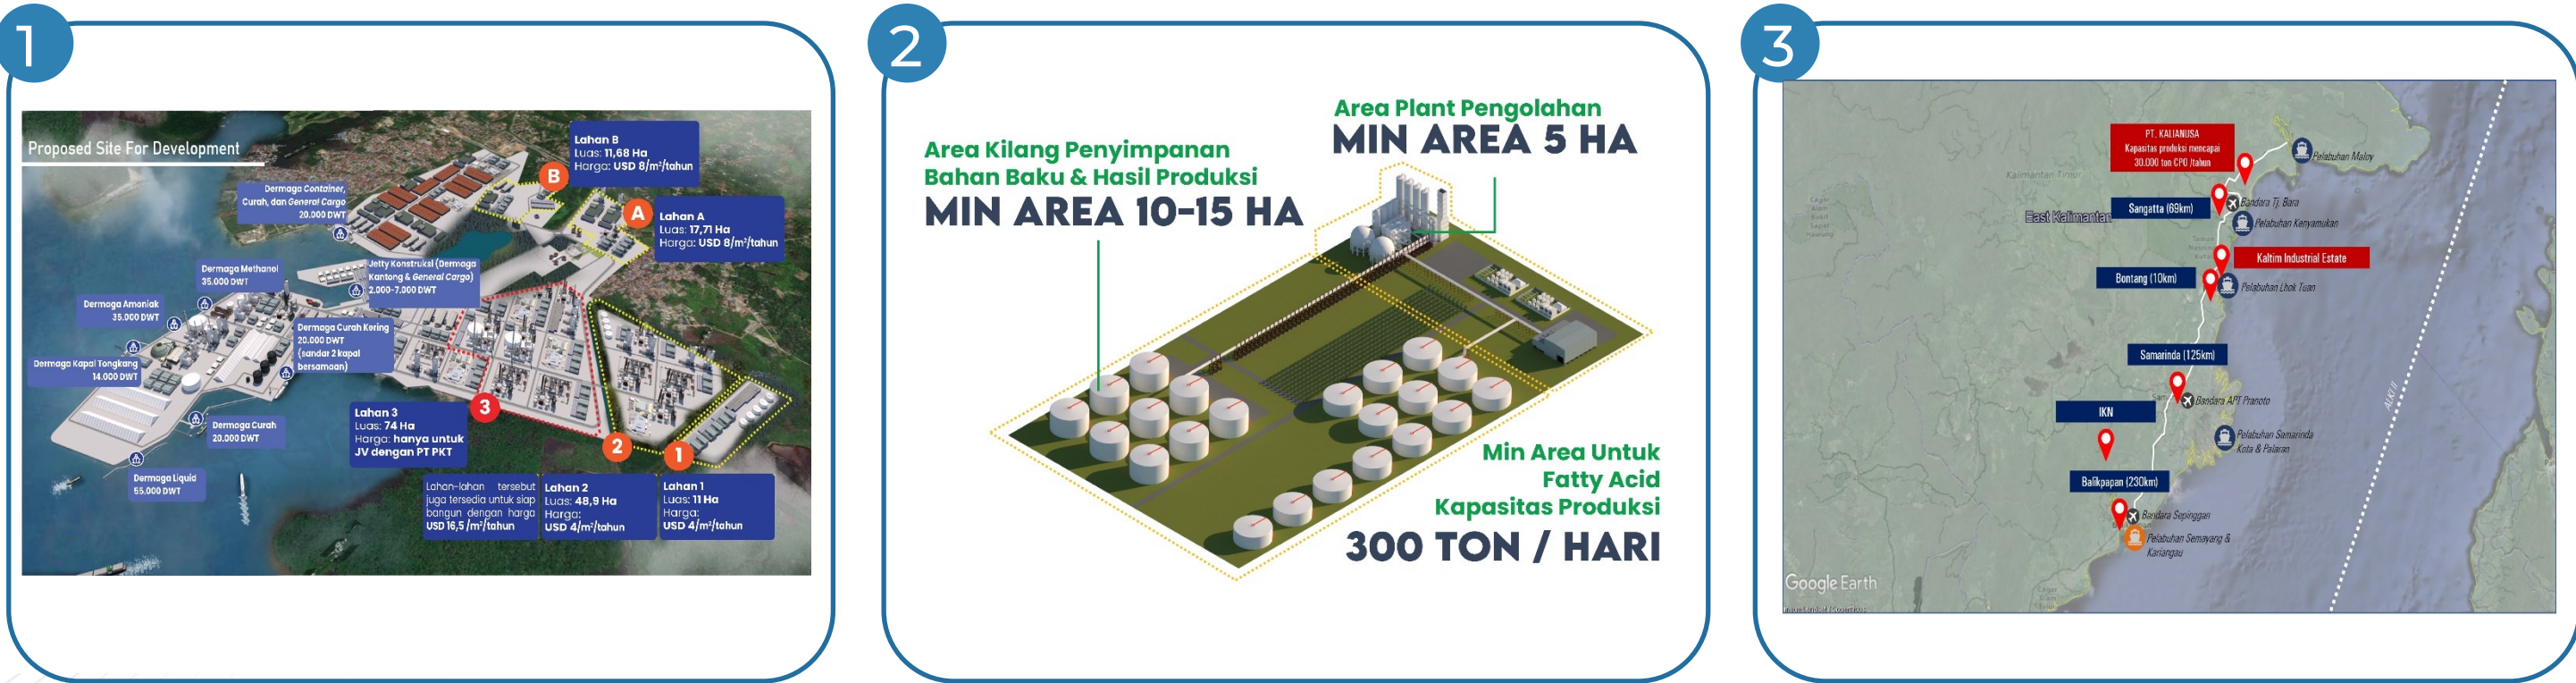 1
Proposed Site For Development
Lahan B
Luas: 11,68 Ha
Harga: USD 8/m²/tahun
B
A
Lahan A
Luas: 17,71 Ha
Harga: USD 8/m²/tahun
Dermaga Container,
Curah, dan General Cargo
20.000 DWT
Dermaga Methanol
35.000 DWT
Jetty Konstruksi (Dermaga
Kantong & General Cargo)
2.000-7.000 DWT
Dermaga Amoniak
35.000 DWT
Dermaga Curah Kering
20.000 DWT
(sandar 2 kapal
bersamaan)
Dermaga Kapal Tongkang
14.000 DWT
Dermaga Curah
20.000 DWT
Dermaga Liquid
55.000 DWT
3
Lahan 3
Luas: 74 Ha
Harga: hanya untuk
JV dengan PT PKT
2
1
Lahan-lahan tersebut
juga tersedia untuk siap
bangun dengan harga
USD 16,5 /m²/tahun
Lahan 2
Luas: 48,9 Ha
Harga:
USD 4/m²/tahun
Lahan 1
Luas: 11 Ha
Harga:
USD 4/m²/tahun
2
Area Kilang Penyimpanan
Bahan Baku & Hasil Produksi
MIN AREA 10-15 HA
Area Plant Pengolahan
MIN AREA 5 HA
Min Area Untuk
Fatty Acid
Kapasitas Produksi
300 TON / HARI
3
PT. KALIANUSA
Kapasitas produksi mencapai
30.000 ton CPO /tahun
Pelabuhan Maloy
Kalimantan Timur
Sangatta (69km)
Bandara Tj. Bara
East Kalimantan
Pelabuhan Kenyamukan
Kaltim Industrial Estate
Bontang (10km)
Pelabuhan Lhok Tuan
Samarinda (125km)
Bandara APT Pranoto
IKN
Pelabuhan Samarinda
Kota & Palaran
ALKI II
Balikpapan (230km)
Bandara Sepinggan
Pelabuhan Semayang &
Kariangau
Google Earth